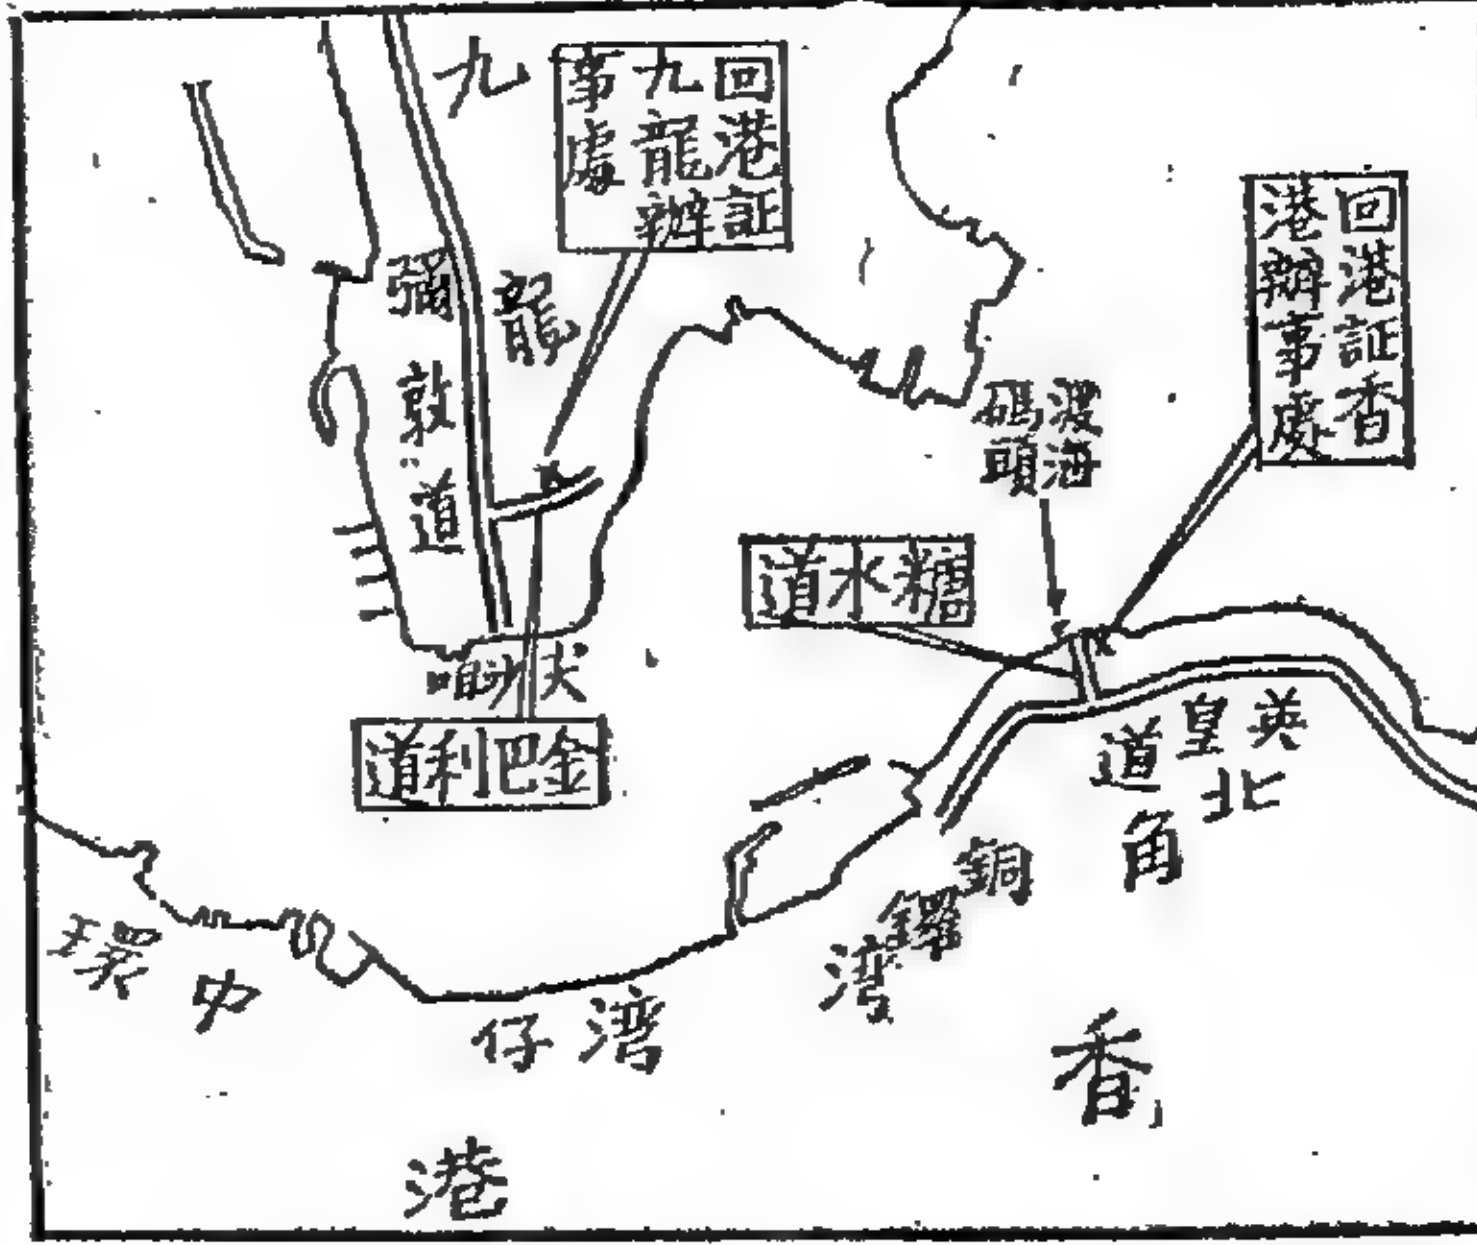 九龍
回港証
九龍辦
事處
彌敦道
尖沙咀
金巴利道
回港証香
港辦事處
渡海
碼頭
糖水道
英皇道
北角
銅鑼湾
湾仔
中環
香港